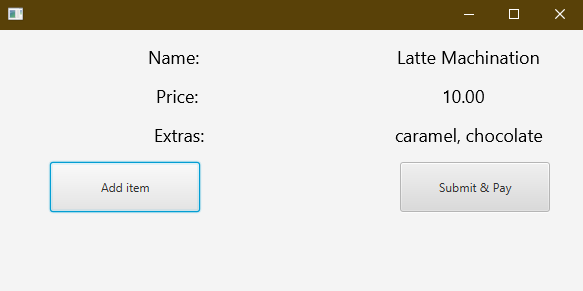 Name: Latte Machination
Price: 10.00
Extras: caramel, chocolate
Add item Submit & Pay